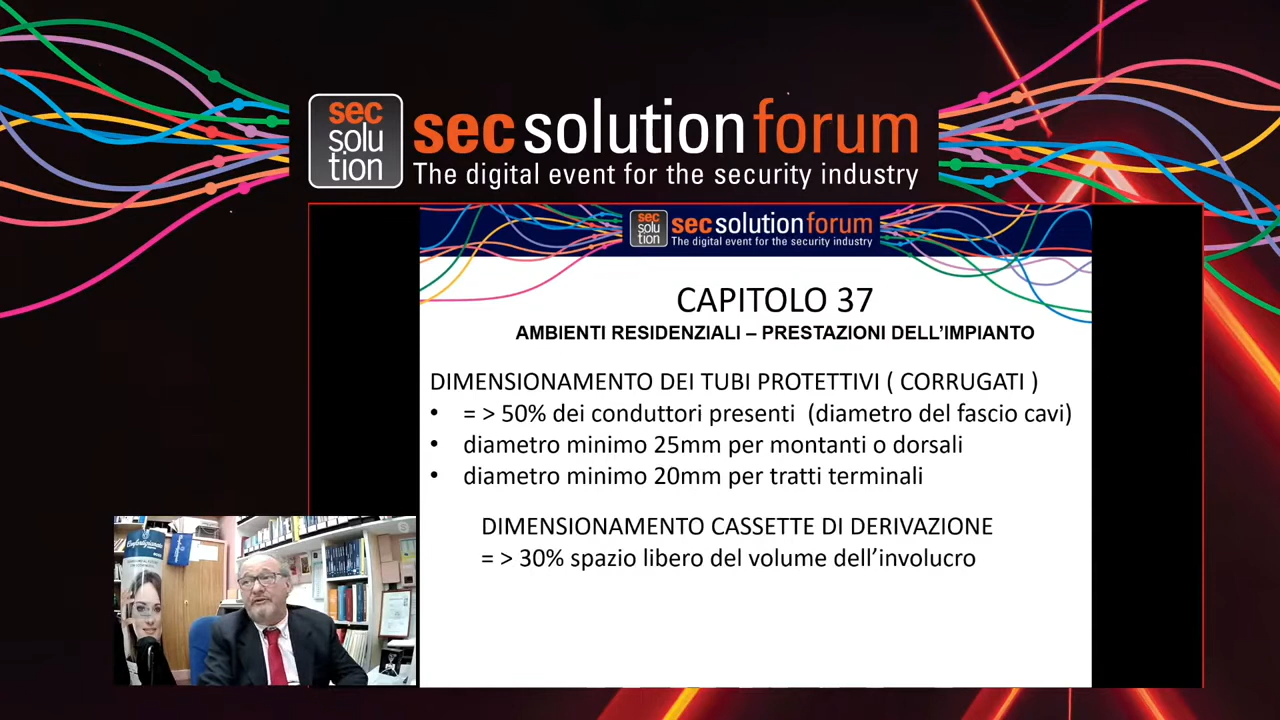 sec
solu
tion
secsolutionforum
The digital event for the security industry
sec
solu
tion
secsolutionforum
The digital event for the security industry
CAPITOLO 37
AMBIENTI RESIDENZIALI – PRESTAZIONI DELL'IMPIANTO
DIMENSIONAMENTO DEI TUBI PROTETTIVI ( CORRUGATI )
• = > 50% dei conduttori presenti (diametro del fascio cavi)
• diametro minimo 25mm per montanti o dorsali
• diametro minimo 20mm per tratti terminali
DIMENSIONAMENTO CASSETTE DI DERIVAZIONE
= > 30% spazio libero del volume dell'involucro